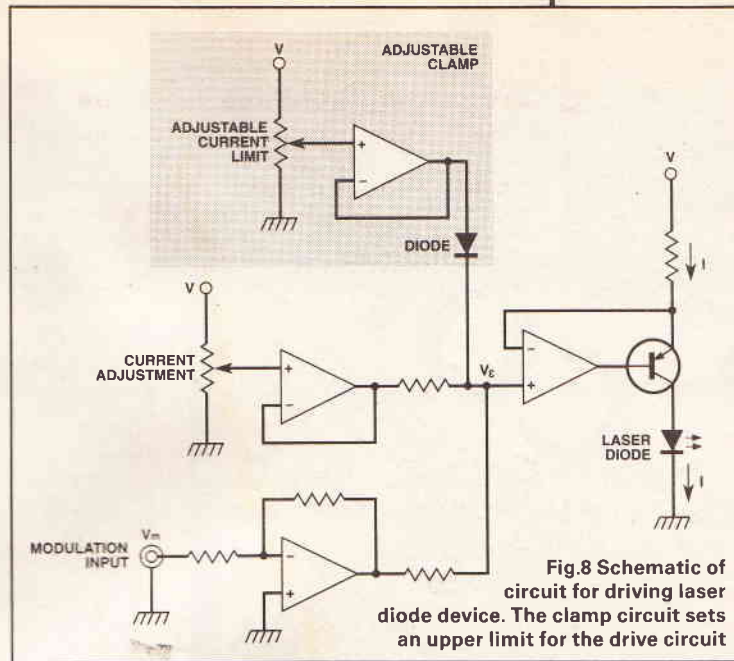 ADJUSTABLE
CLAMP
V
ADJUSTABLE
CURRENT
LIMIT
+
−
DIODE
V
I
V
CURRENT
ADJUSTMENT
+
−
Vε
−
+
LASER
DIODE
I
Vm
MODULATION
INPUT
−
+
Fig.8 Schematic of
circuit for driving laser
diode device. The clamp circuit sets
an upper limit for the drive circuit